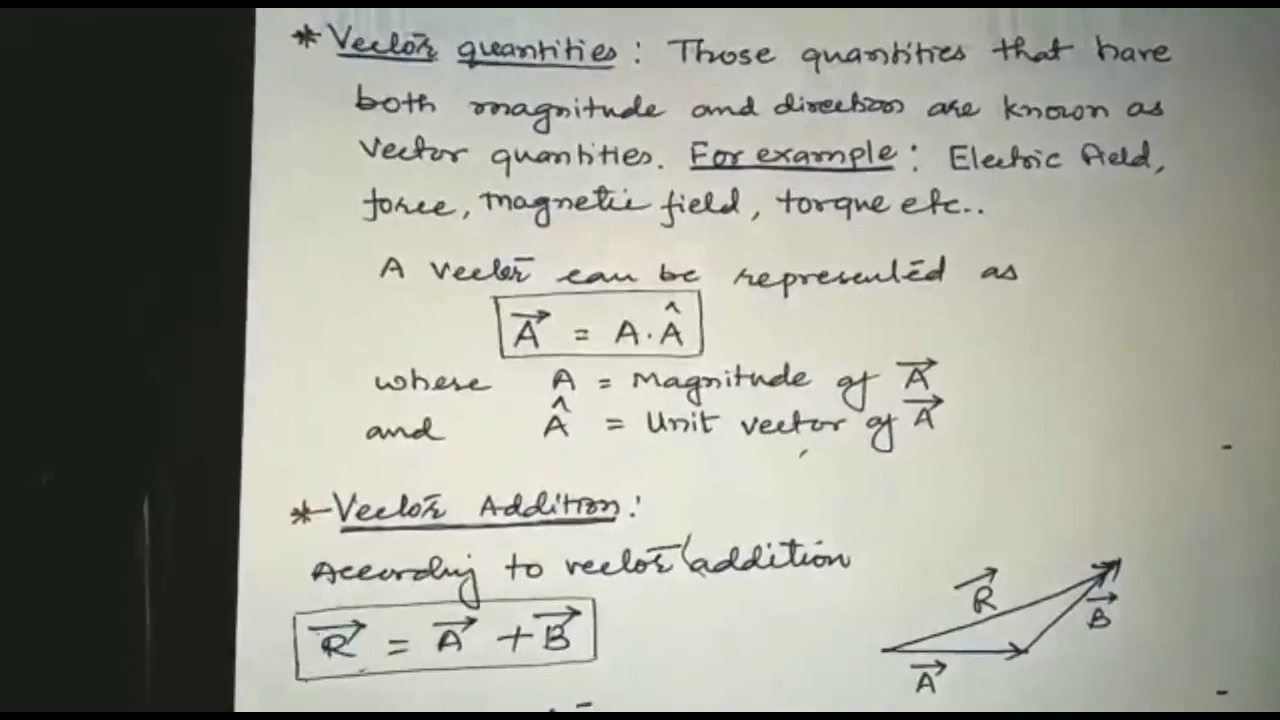 * Vector quantities : Those quantities that have
both magnitude and direction are known as
vector quantities. For example : Electric field,
force, magnetic field, torque etc..
A vector can be represented as
A⃗ = A.Â
where A = Magnitude of A⃗
and Â = Unit vector of A⃗
* Vector Addition :
According to vector addition
R⃗ = A⃗ + B⃗
R⃗
B⃗
A⃗